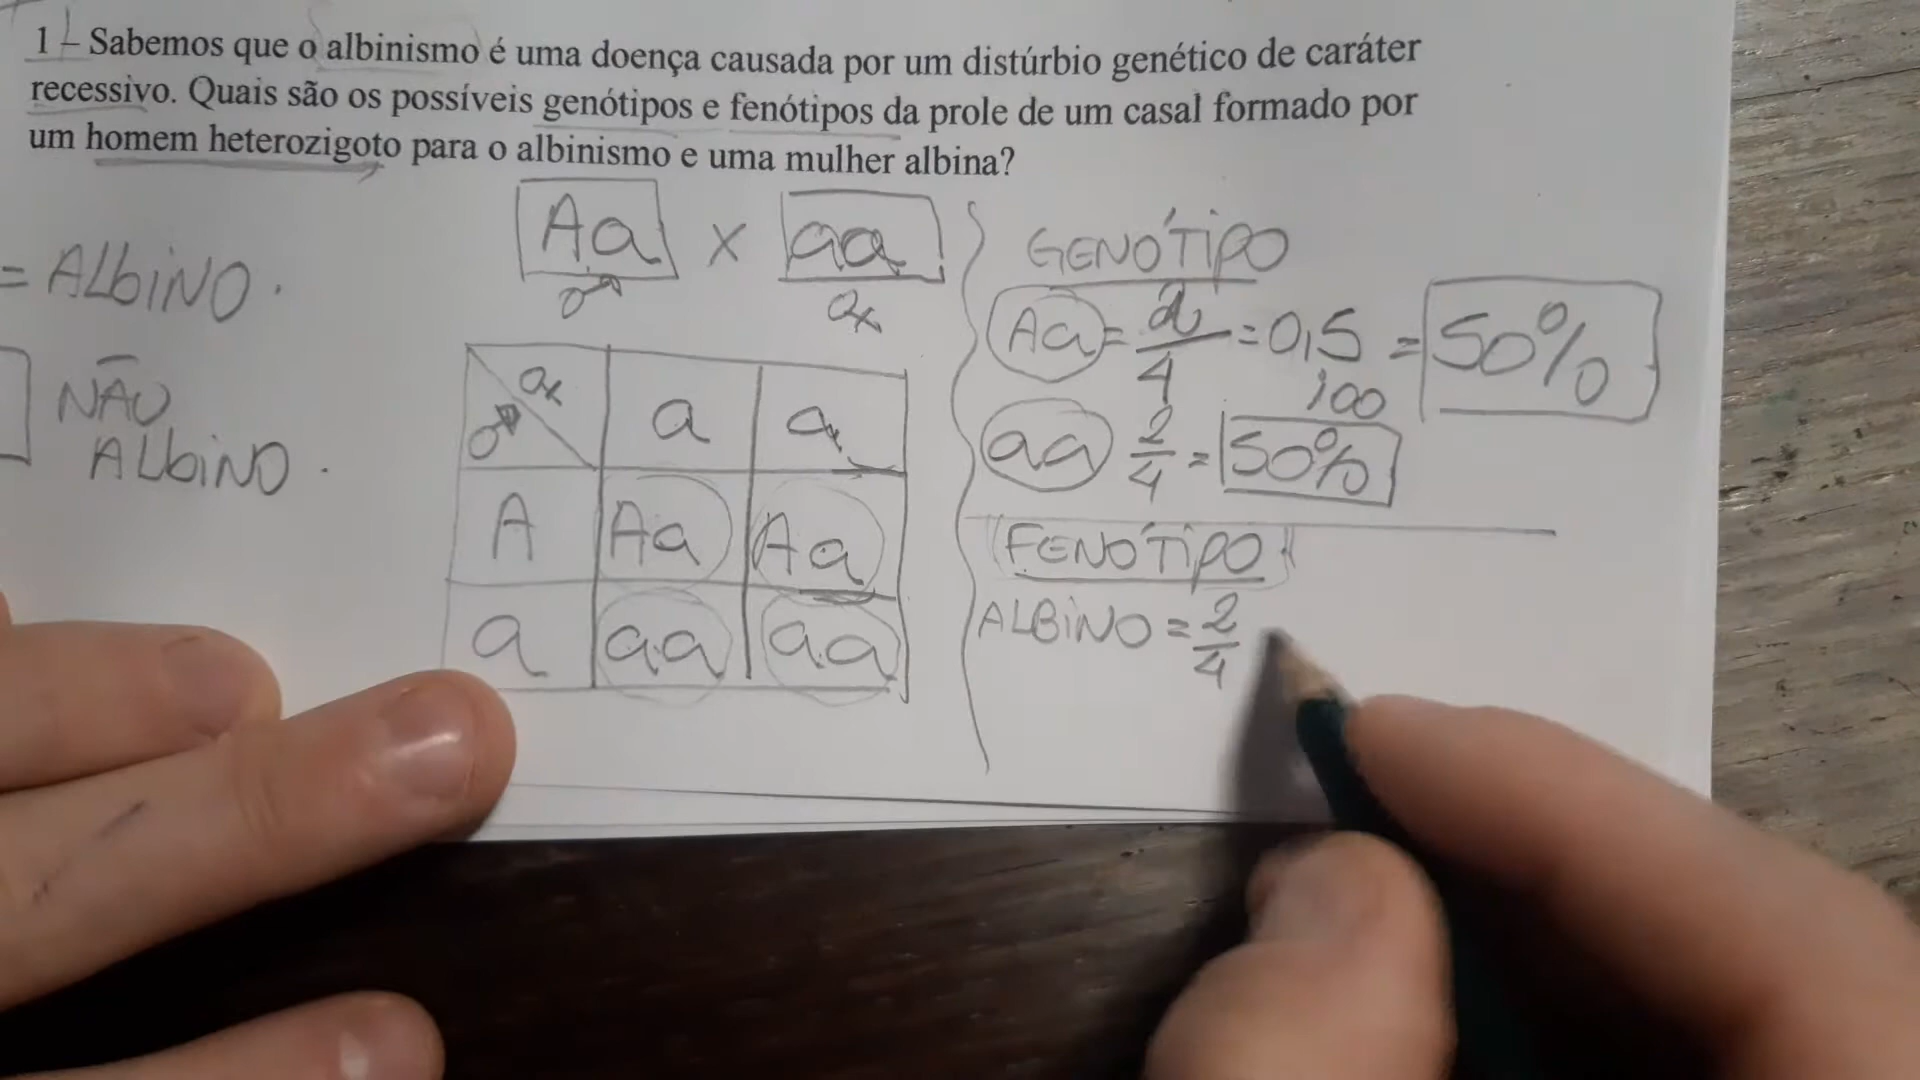 1 – Sabemos que o albinismo é uma doença causada por um distúrbio genético de caráter
recessivo. Quais são os possíveis genótipos e fenótipos da prole de um casal formado por
um homem heterozigoto para o albinismo e uma mulher albina?
= ALbiNO.
NÃO
ALbiNO.
Aa x aa
♂ ♀
♀
♂ a a
A Aa Aa
a aa aa
GENÓTiPO
Aa = 2/4 = 0,5 = 50%
100
aa 2/4 = 50%
FENÓTiPO
ALBiNO = 2/4